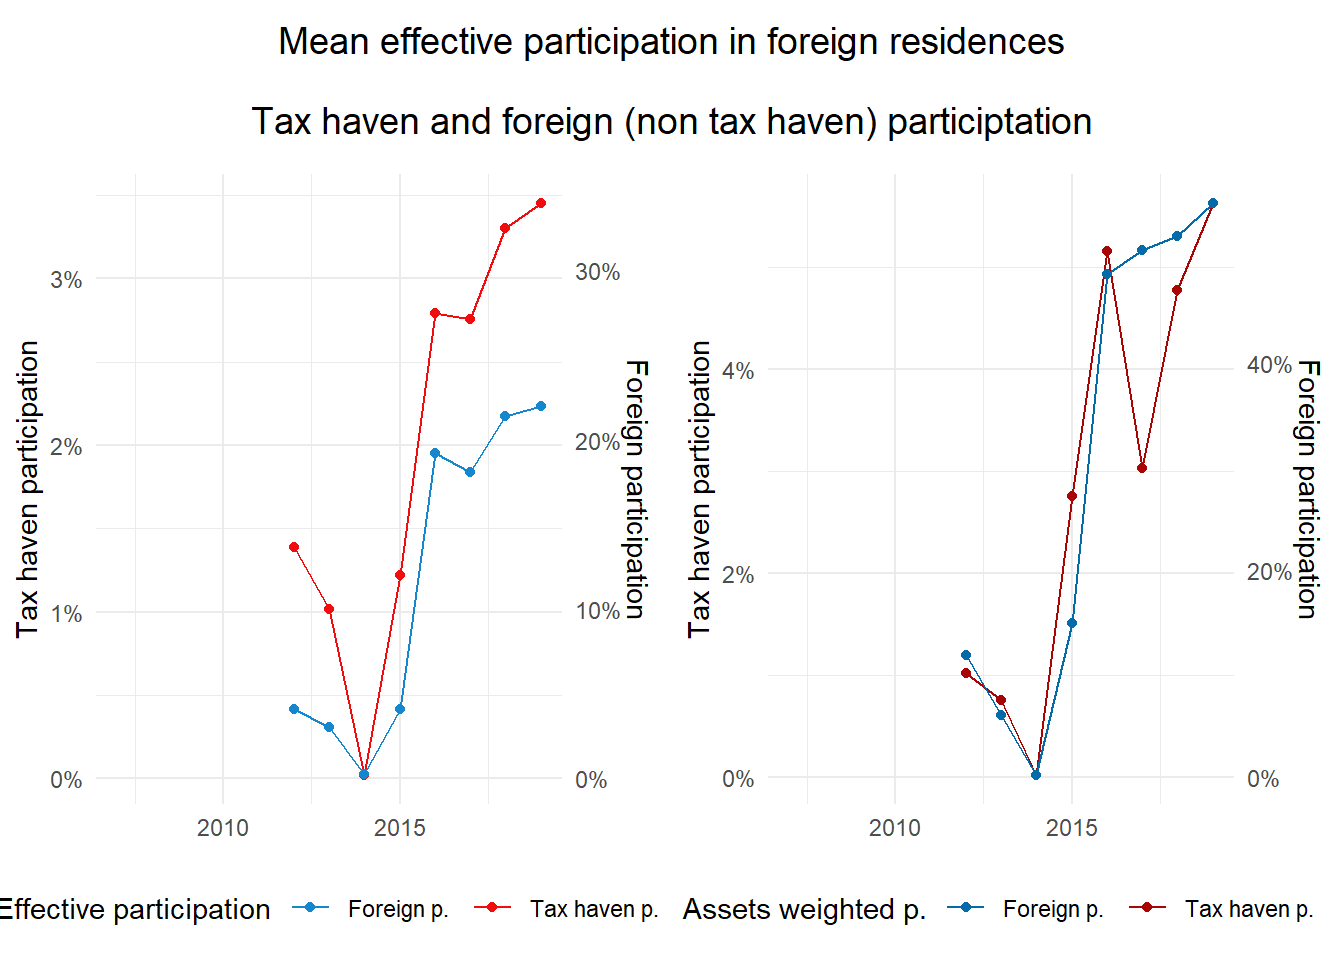 Mean effective participation in foreign residences
Tax haven and foreign (non tax haven) participtation
Tax haven participation
3%
2%
1%
0%
2010
2015
30%
20%
10%
0%
Foreign participation
Tax haven participation
4%
2%
0%
2010
2015
40%
20%
0%
Foreign participation
Effective participation Foreign p. Tax haven p.
Assets weighted p. Foreign p. Tax haven p.